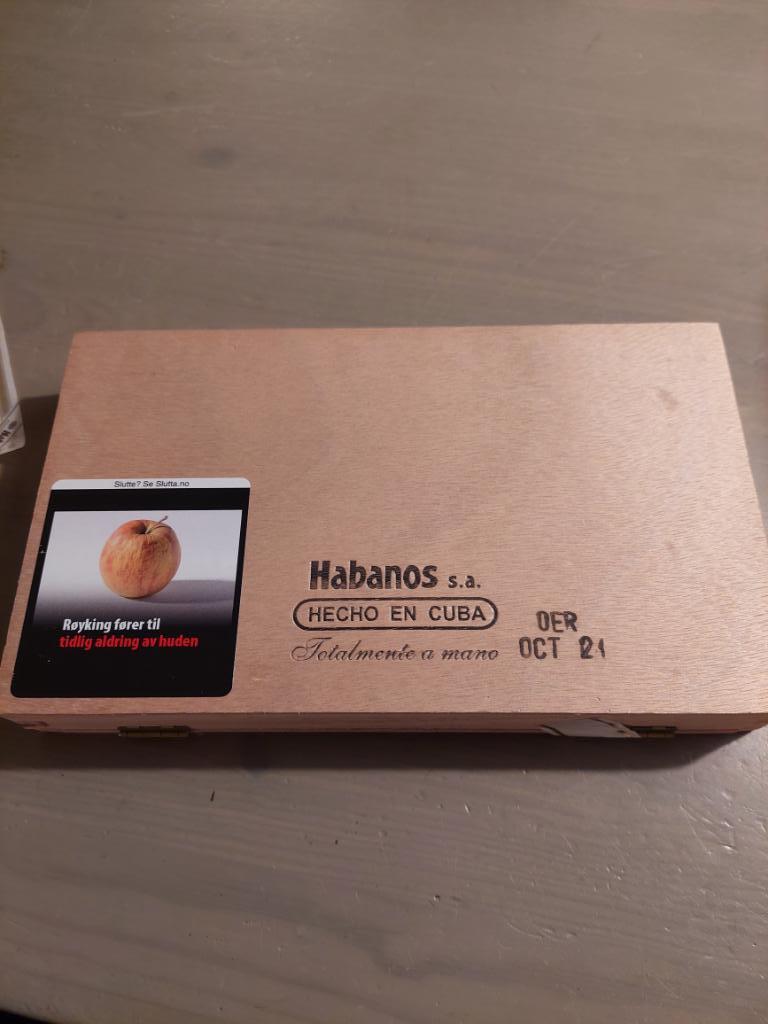 Slutte? Se Slutta.no
Røyking fører til
tidlig aldring av huden
Habanos s.a.
HECHO EN CUBA
Totalmente a mano
OER
OCT 21